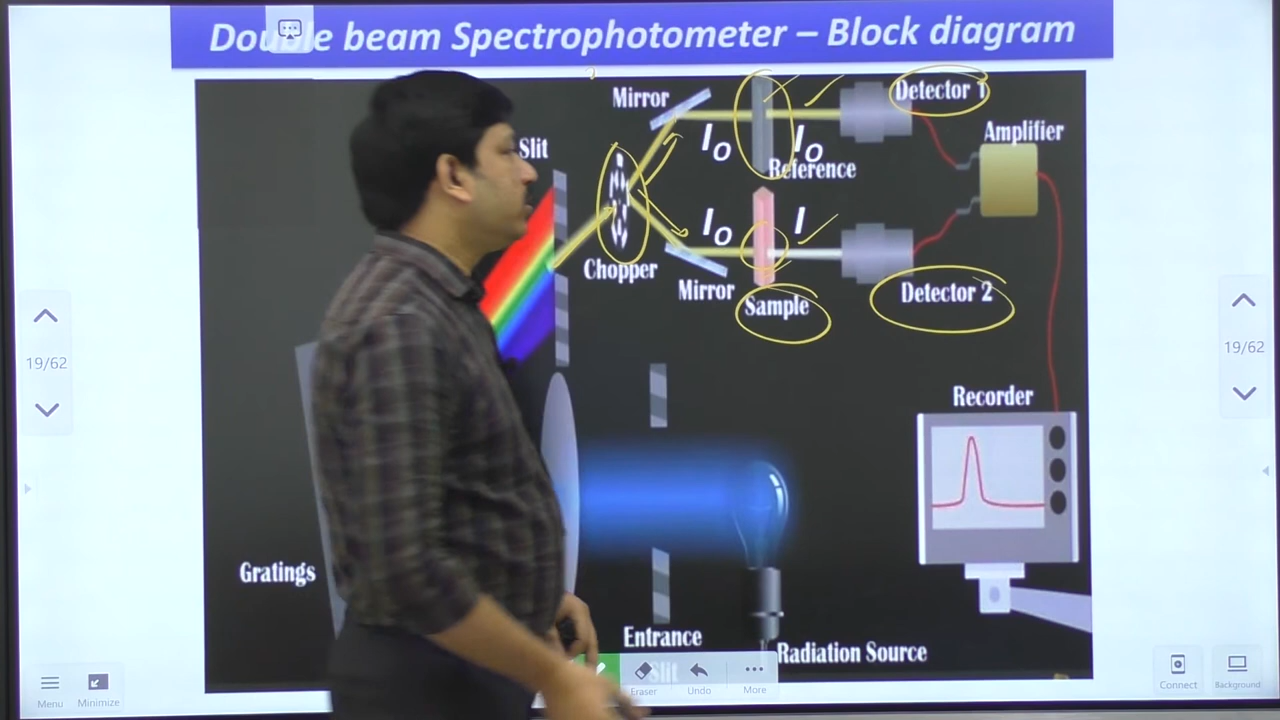 Double beam Spectrophotometer – Block diagram
Mirror
Detector 1
Slit
Amplifier
I₀
I₀
Reference
I₀
I
Chopper
Mirror
Sample
Detector 2
19/62
19/62
Recorder
Gratings
Entrance
Slit
Radiation Source
Eraser
Undo
More
Menu
Minimize
Connect
Background